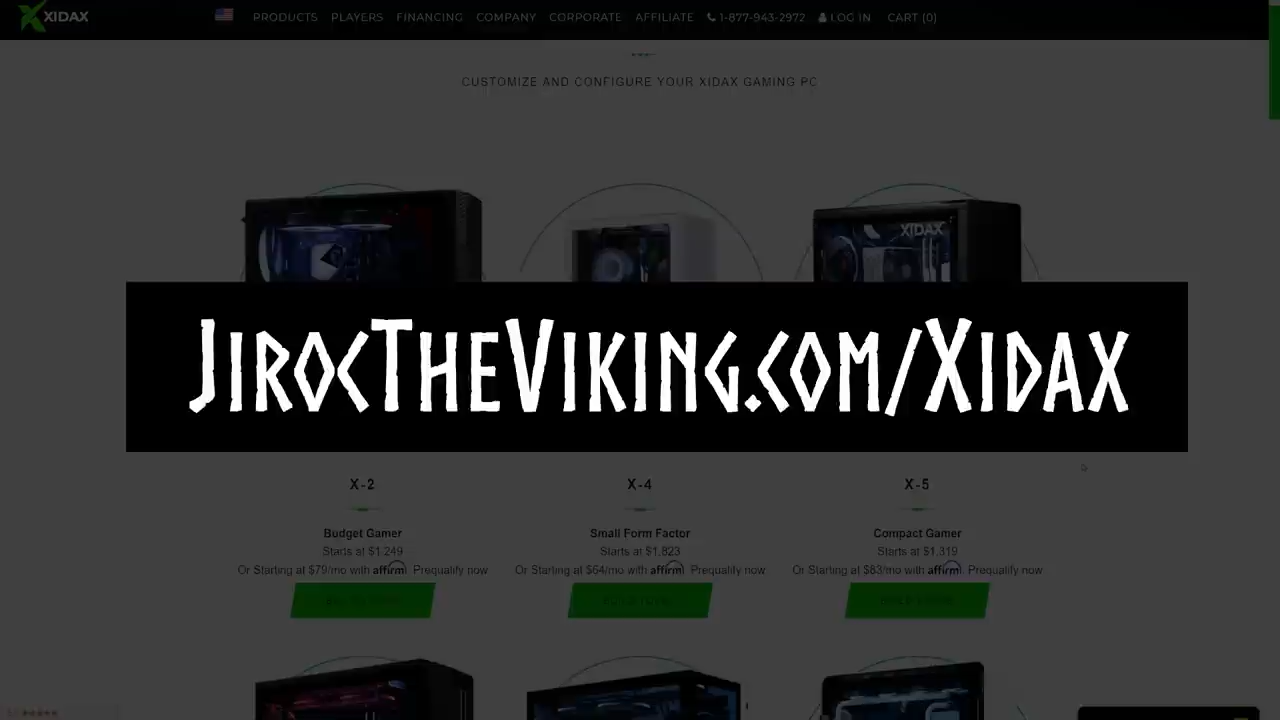 XIDAX PRODUCTS PLAYERS FINANCING COMPANY CORPORATE AFFILIATE 1-877-943-2972 LOG IN CART (0)
CUSTOMIZE AND CONFIGURE YOUR XIDAX GAMING PC
XIDAX
JirocTheViking.com/Xidax
X-2 X-4 X-5
Budget Gamer Small Form Factor Compact Gamer
Starts at $1,249 Starts at $1,823 Starts at $1,319
Or Starting at $79/mo with affirm. Prequalify now Or Starting at $64/mo with affirm. Prequalify now Or Starting at $83/mo with affirm. Prequalify now